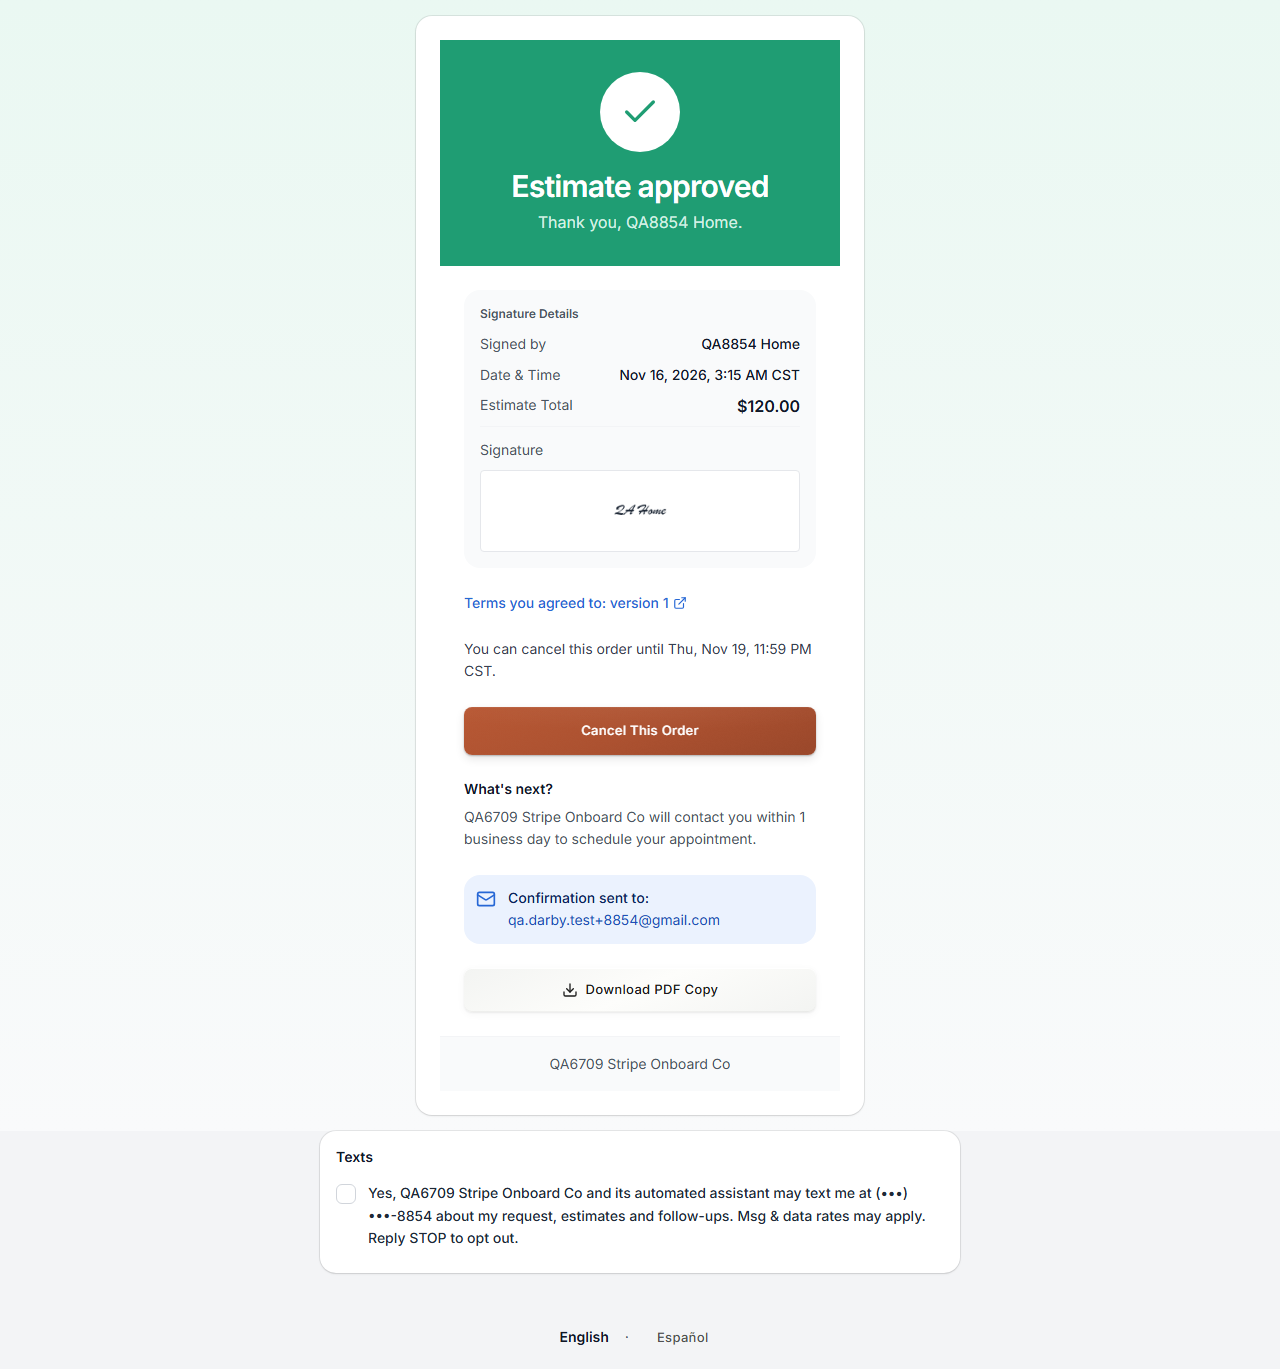 Estimate approved
Thank you, QA8854 Home.
Signature Details
Signed by QA8854 Home
Date & Time Nov 16, 2026, 3:15 AM CST
Estimate Total $120.00
Signature
QA Home
Terms you agreed to: version 1
You can cancel this order until Thu, Nov 19, 11:59 PM
CST.
Cancel This Order
What's next?
QA6709 Stripe Onboard Co will contact you within 1
business day to schedule your appointment.
Confirmation sent to:
qa.darby.test+8854@gmail.com
Download PDF Copy
QA6709 Stripe Onboard Co
Texts
Yes, QA6709 Stripe Onboard Co and its automated assistant may text me at (•••)
•••-8854 about my request, estimates and follow-ups. Msg & data rates may apply.
Reply STOP to opt out.
English · Español